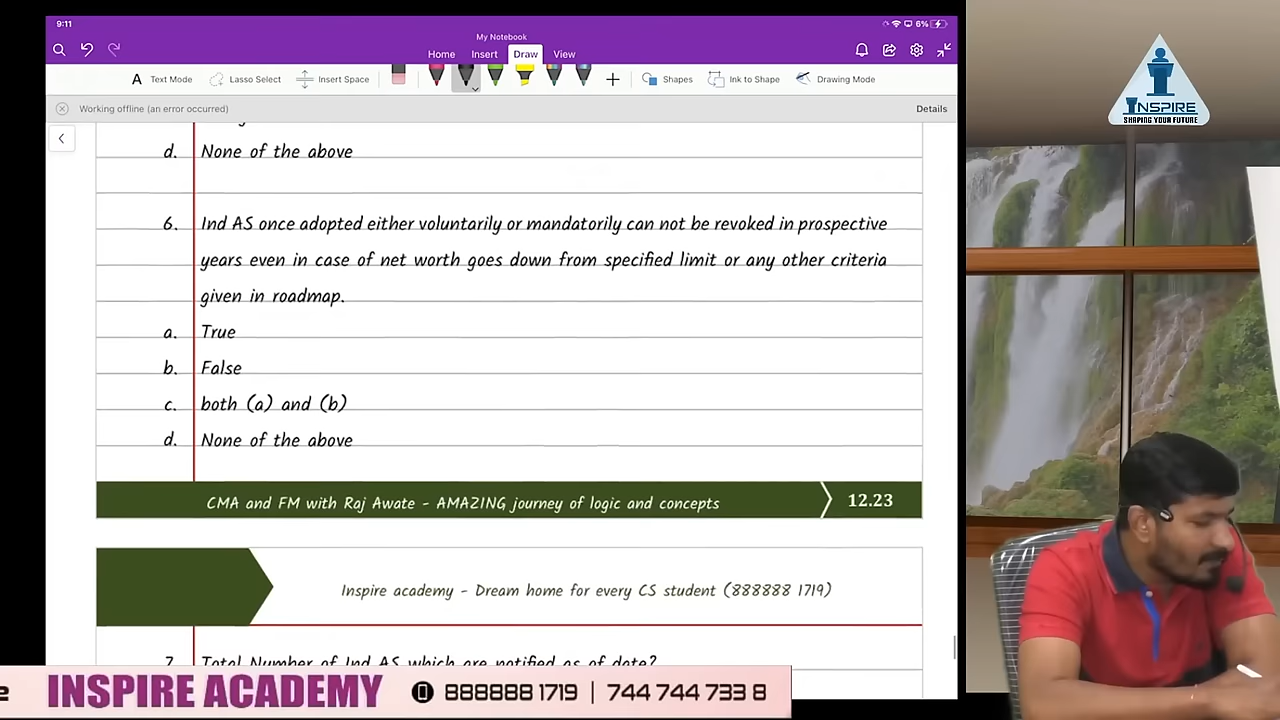 9:11
6%
My Notebook
Home Insert Draw View
Text Mode Lasso Select Insert Space Shapes Ink to Shape Drawing Mode
Working offline (an error occurred) Details
d. None of the above
6. Ind AS once adopted either voluntarily or mandatorily can not be revoked in prospective
years even in case of net worth goes down from specified limit or any other criteria
given in roadmap.
a. True
b. False
c. both (a) and (b)
d. None of the above
CMA and FM with Raj Awate - AMAZING journey of logic and concepts 12.23
Inspire academy - Dream home for every CS student (888888 1719)
7. Total Number of Ind AS which are notified as of date?
INSPIRE ACADEMY 888888 1719 | 744 744 733 8
INSPIRE
SHAPING YOUR FUTURE